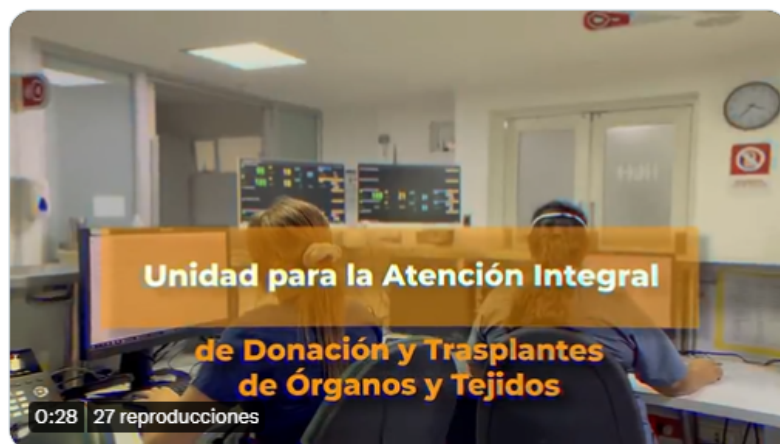 Unidad para la Atención Integral
de Donación y Trasplantes
de Órganos y Tejidos
0:28 27 reproducciones